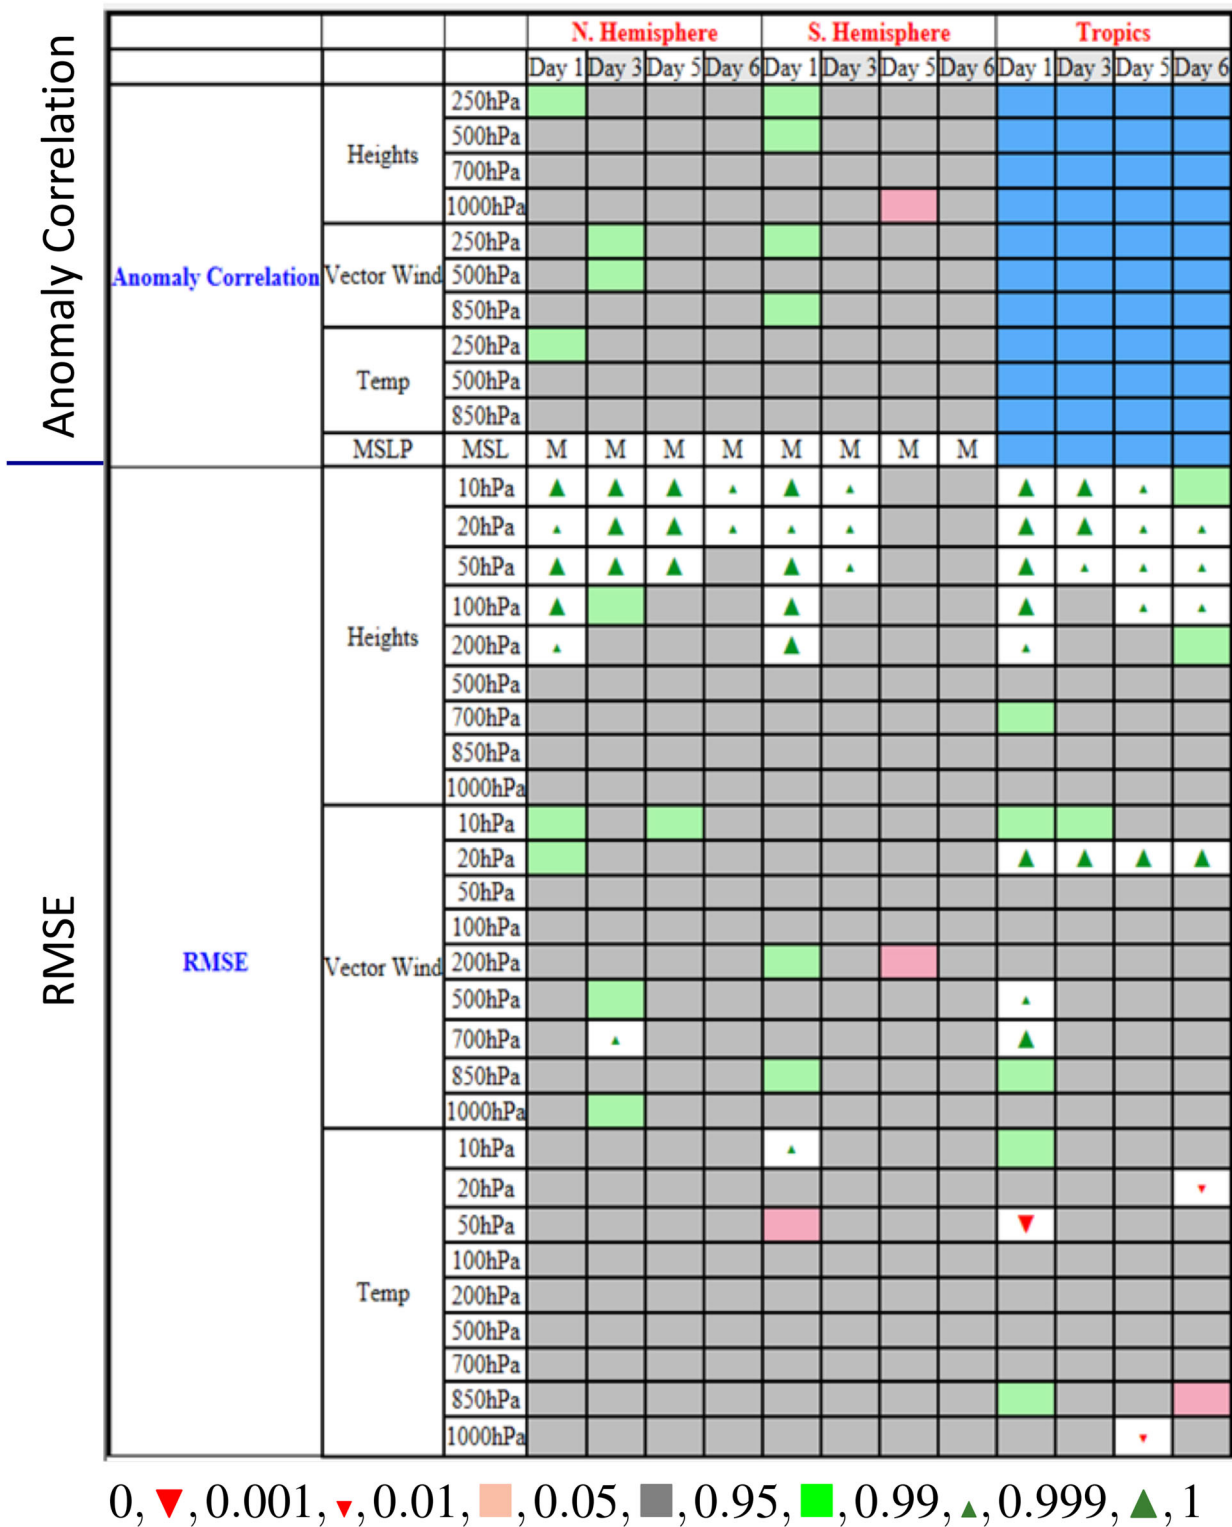 Anomaly Correlation
RMSE
N. Hemisphere S. Hemisphere Tropics
Day 1 Day 3 Day 5 Day 6 Day 1 Day 3 Day 5 Day 6 Day 1 Day 3 Day 5 Day 6
Anomaly Correlation
Heights
250hPa
500hPa
700hPa
1000hPa
Vector Wind
250hPa
500hPa
850hPa
Temp
250hPa
500hPa
850hPa
MSLP MSL M M M M M M M M
RMSE
Heights
10hPa
20hPa
50hPa
100hPa
200hPa
500hPa
700hPa
850hPa
1000hPa
Vector Wind
10hPa
20hPa
50hPa
100hPa
200hPa
500hPa
700hPa
850hPa
1000hPa
Temp
10hPa
20hPa
50hPa
100hPa
200hPa
500hPa
700hPa
850hPa
1000hPa
0, ▼, 0.001, ▼, 0.01, , 0.05, , 0.95, , 0.99, ▲, 0.999, ▲, 1